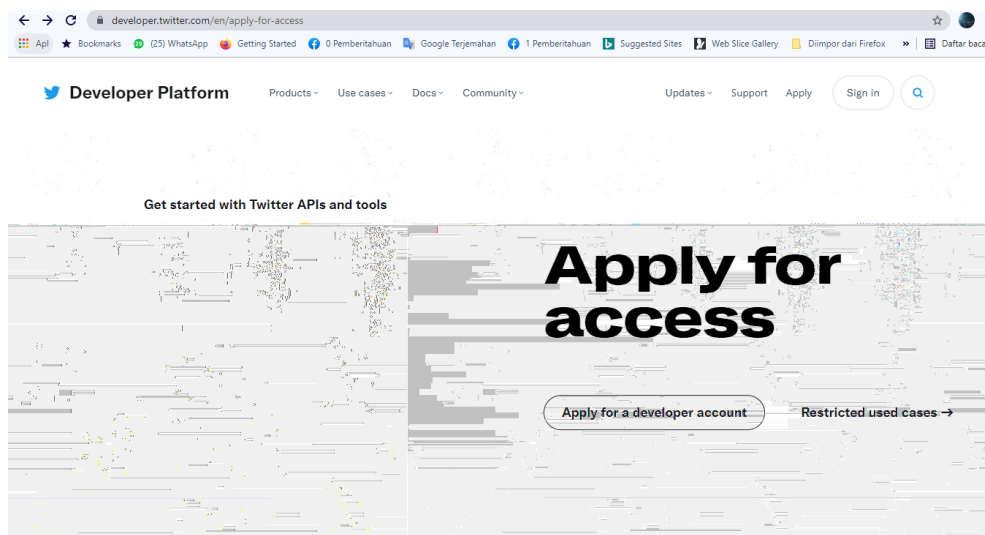 developer.twitter.com/en/apply-for-access
Apl Bookmarks (25) WhatsApp Getting Started 0 Pemberitahuan Google Terjemahan 1 Pemberitahuan Suggested Sites Web Slice Gallery Diimpor dari Firefox » Daftar baca
Developer Platform Products Use cases Docs Community Updates Support Apply Sign in
Get started with Twitter APIs and tools
Apply for
access
Apply for a developer account Restricted used cases →